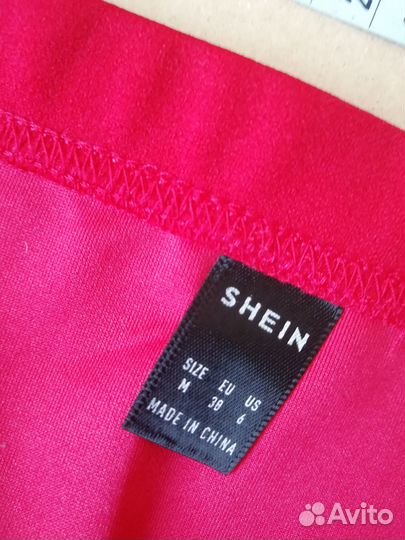 SHEIN
SIZE EU US
M 38 6
MADE IN CHINA
Avito